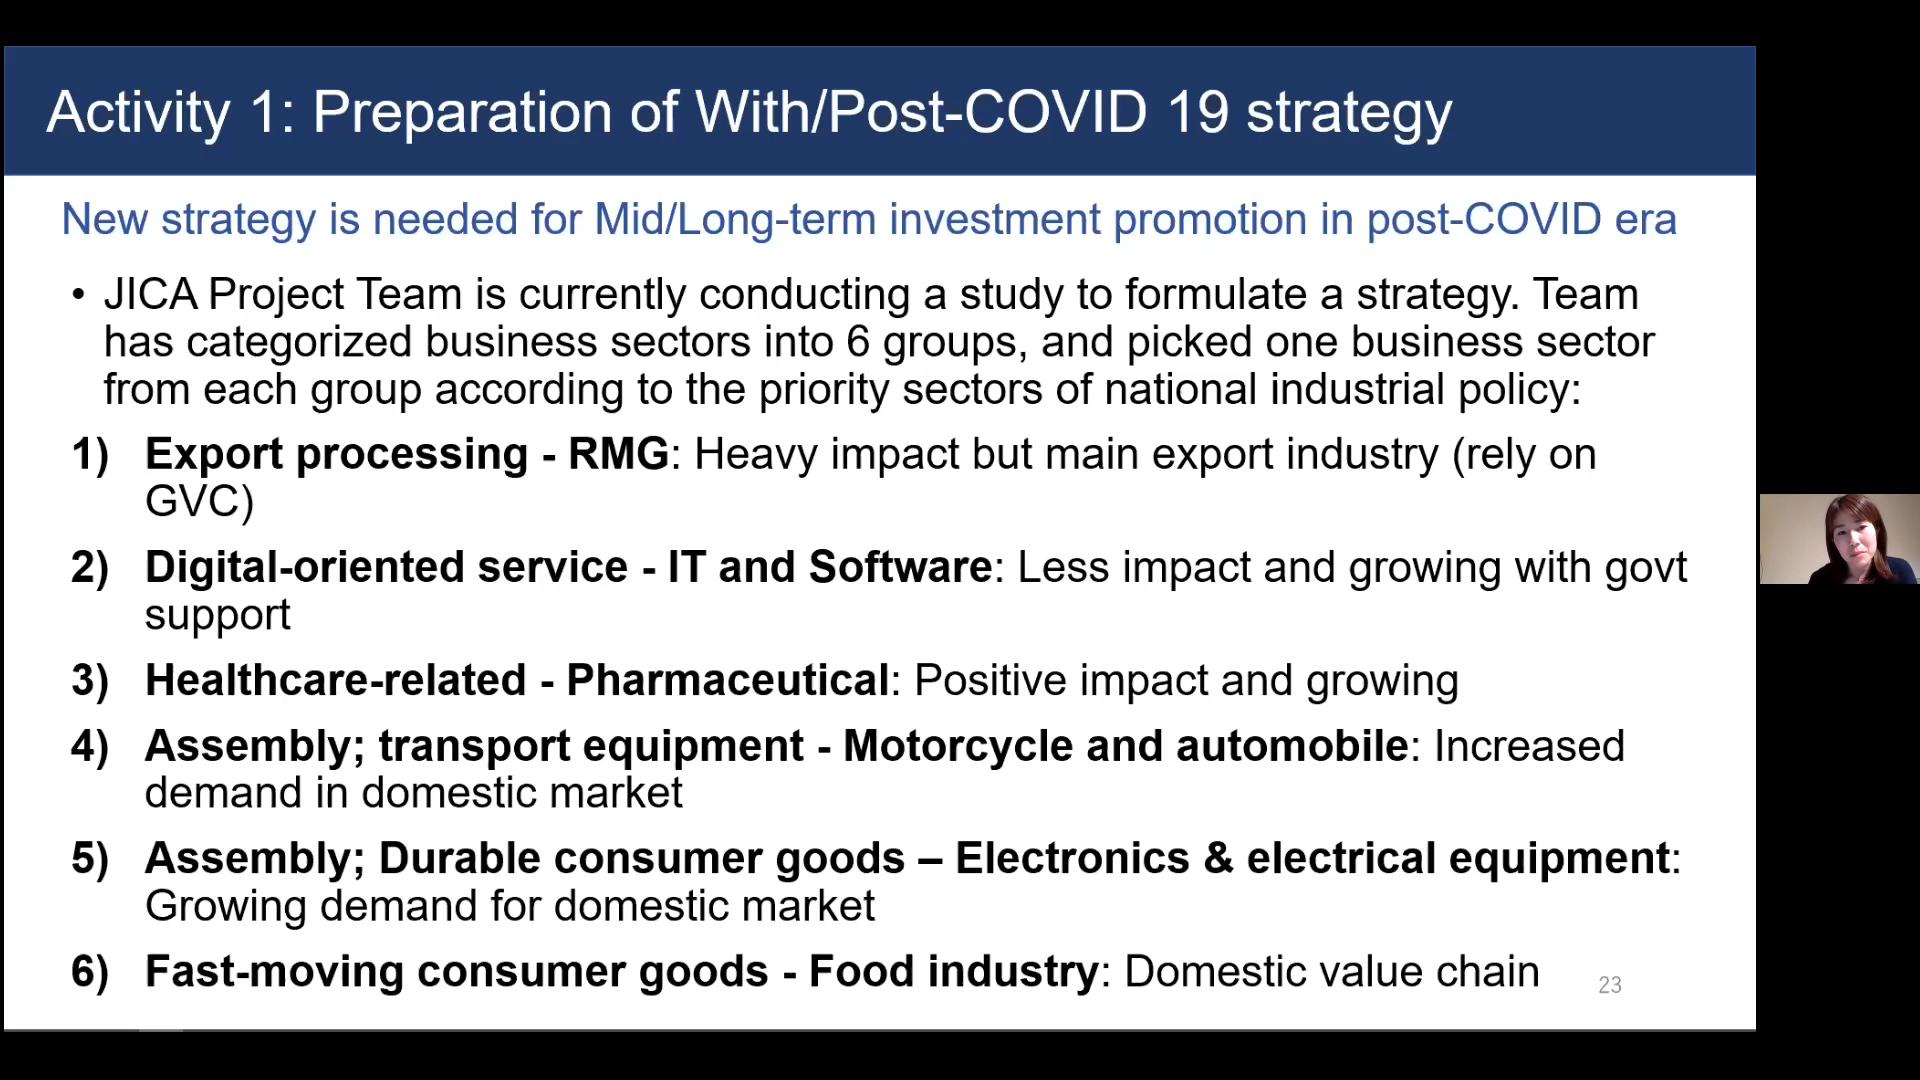 Activity 1: Preparation of With/Post-COVID 19 strategy
New strategy is needed for Mid/Long-term investment promotion in post-COVID era
• JICA Project Team is currently conducting a study to formulate a strategy. Team
has categorized business sectors into 6 groups, and picked one business sector
from each group according to the priority sectors of national industrial policy:
1) Export processing - RMG: Heavy impact but main export industry (rely on
GVC)
2) Digital-oriented service - IT and Software: Less impact and growing with govt
support
3) Healthcare-related - Pharmaceutical: Positive impact and growing
4) Assembly; transport equipment - Motorcycle and automobile: Increased
demand in domestic market
5) Assembly; Durable consumer goods – Electronics & electrical equipment:
Growing demand for domestic market
6) Fast-moving consumer goods - Food industry: Domestic value chain
23